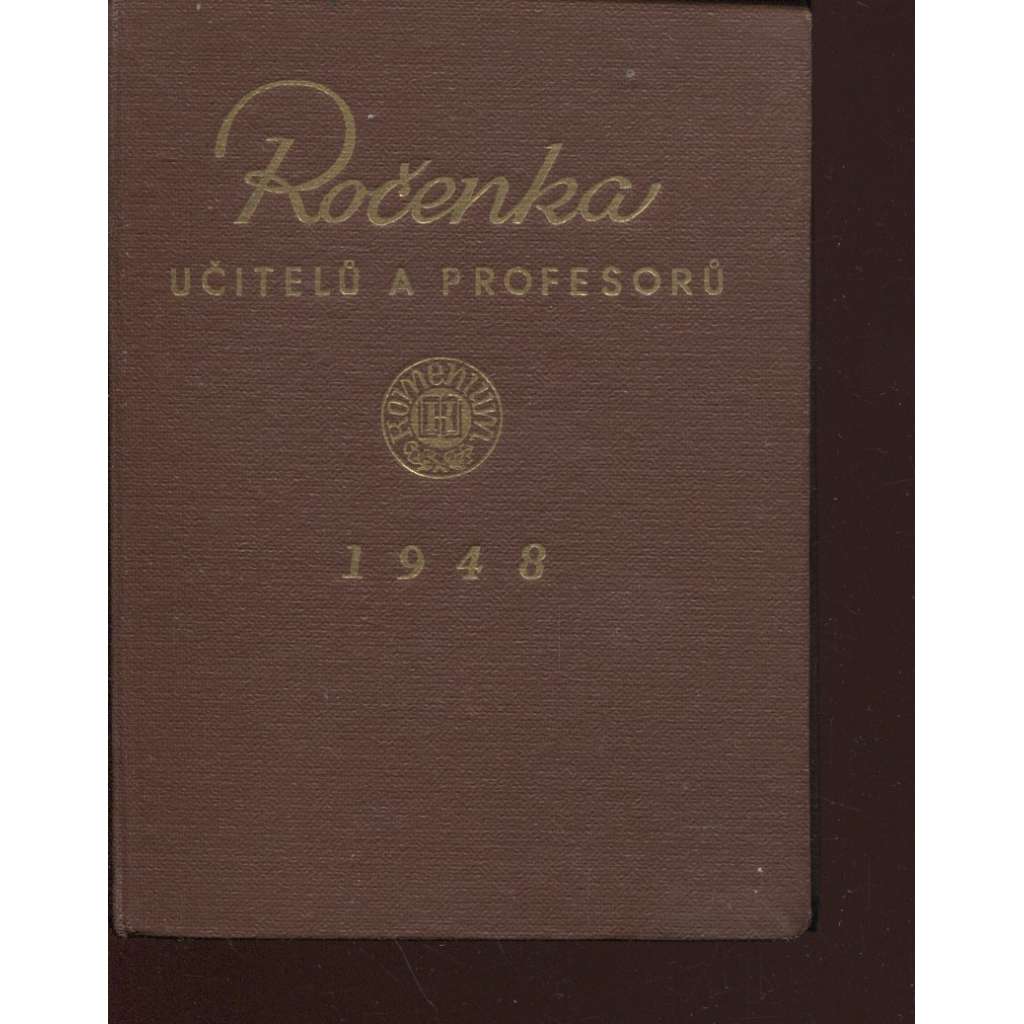 Ročenka
UČITELŮ A PROFESORŮ
Komenium
1948